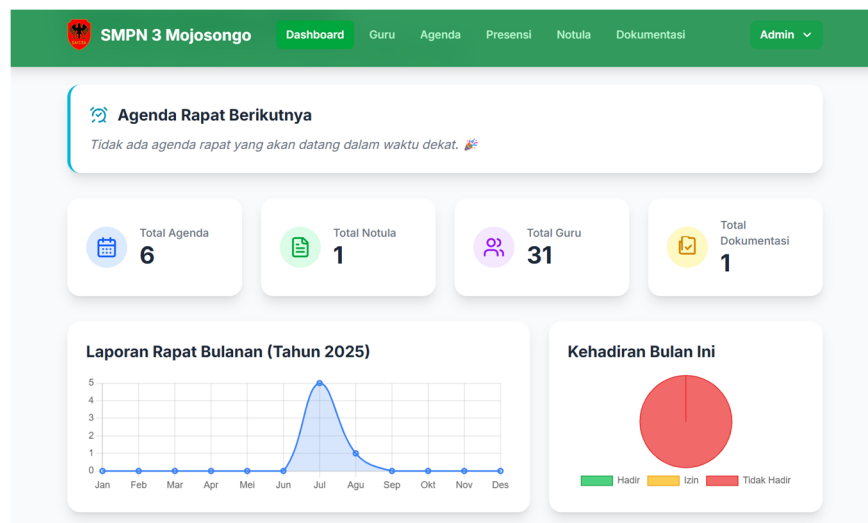 SMPN 3 Mojosongo
Dashboard
Guru
Agenda
Presensi
Notula
Dokumentasi
Admin
Agenda Rapat Berikutnya
Tidak ada agenda rapat yang akan datang dalam waktu dekat. 🎉
Total Agenda
6
Total Notula
1
Total Guru
31
Total
Dokumentasi
1
Laporan Rapat Bulanan (Tahun 2025)
5
4
3
2
1
0
Jan Feb Mar Apr Mei Jun Jul Agu Sep Okt Nov Des
Kehadiran Bulan Ini
Hadir Izin Tidak Hadir